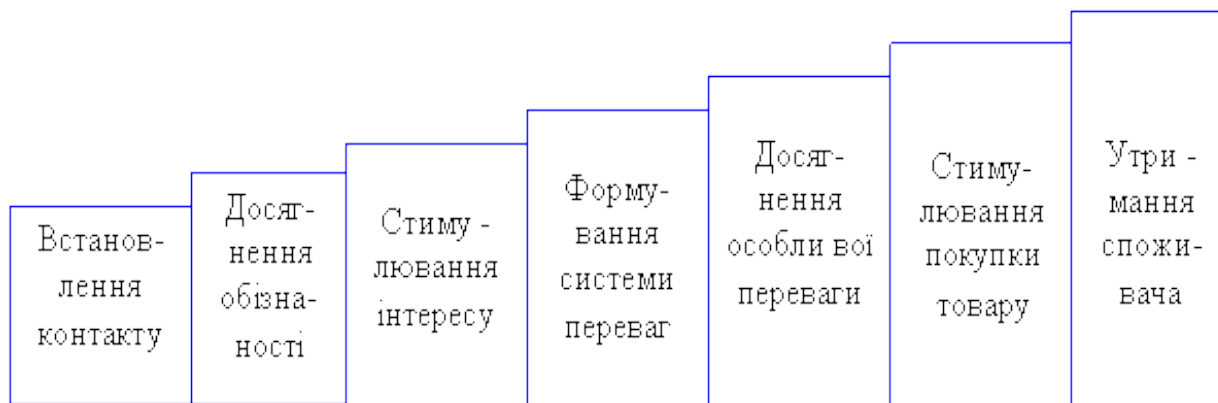 Встанов-
лення
контакту
Досяг-
нення
обізна-
ності
Стиму -
лювання
інтересу
Форму-
вання
системи
переваг
Досяг-
нення
особли вої
переваги
Стиму-
лювання
покупки
товару
Утри -
мання
спожи-
вача